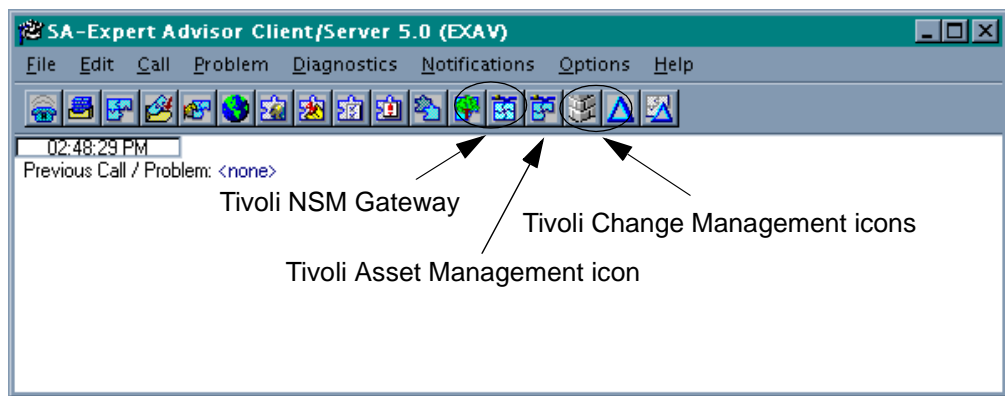 SA-Expert Advisor Client/Server 5.0 (EXAV)
File Edit Call Problem Diagnostics Notifications Options Help
02:48:29 PM
Previous Call / Problem: <none>
Tivoli NSM Gateway
Tivoli Change Management icons
Tivoli Asset Management icon